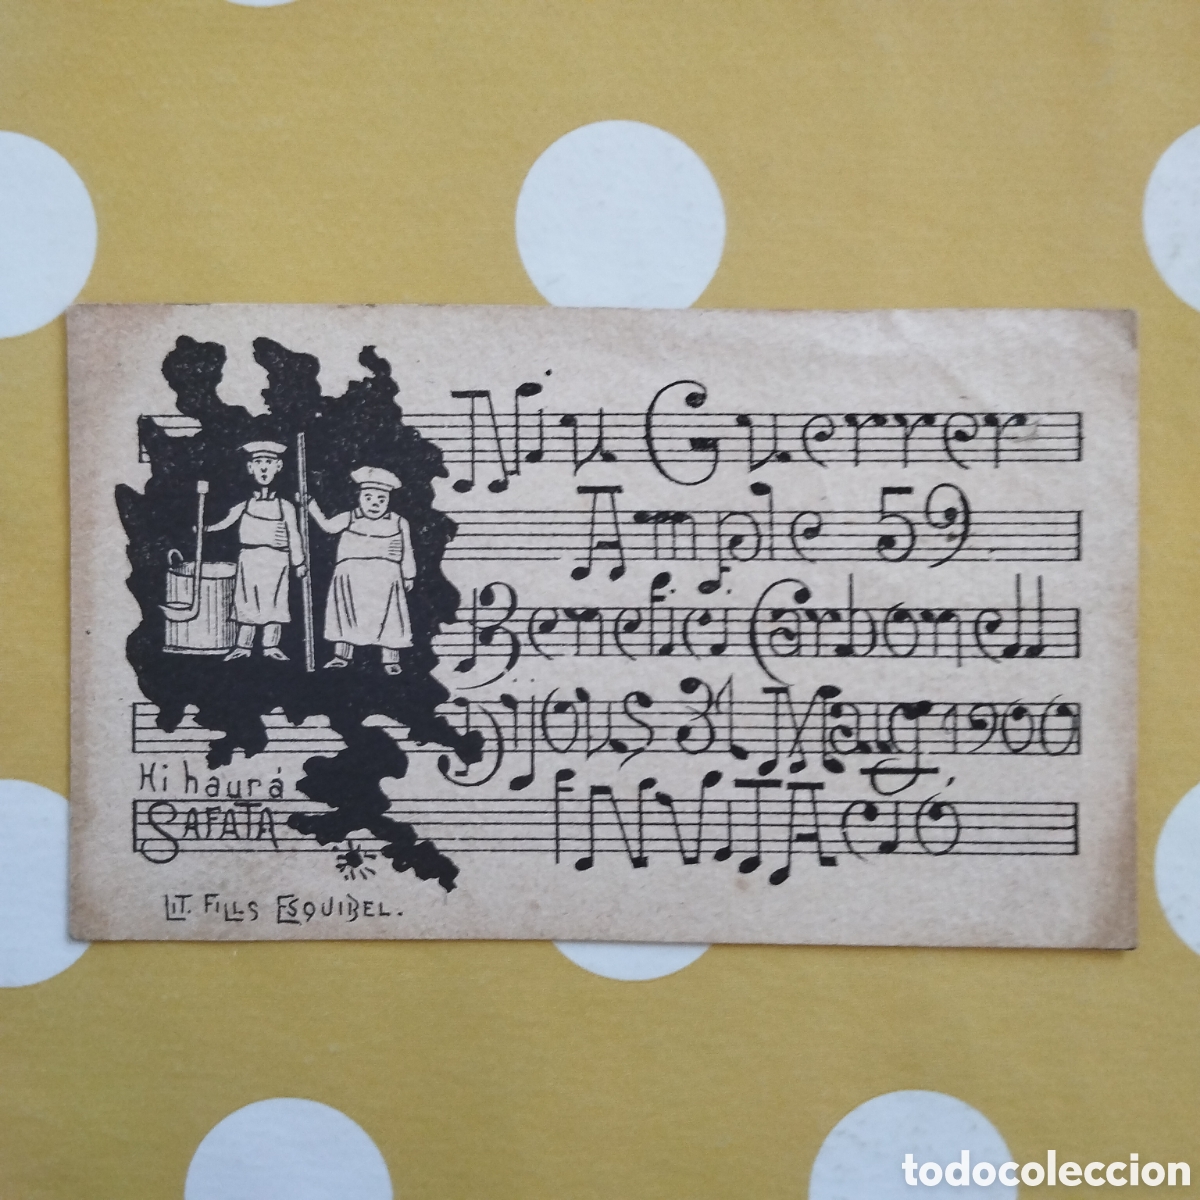 Niu Guerrer
Ample 59
Benefici Carbonell
Dijous 31 Maig 1900
INVITACIÓ
Hi haurá
SAFATA
LIT. FILLS ESQUIBEL.
todocoleccion